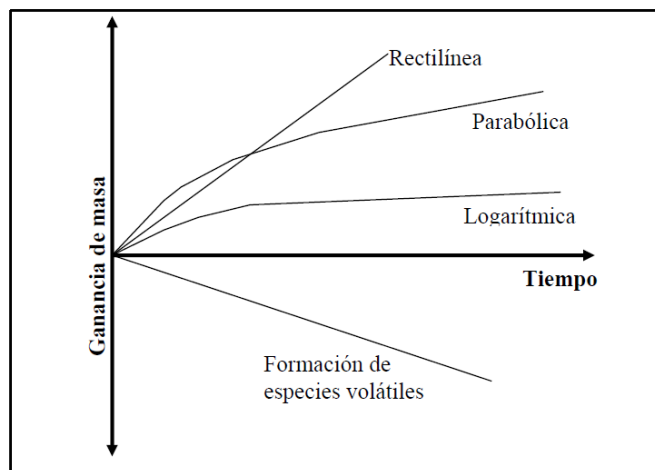 Rectilínea
Parabólica
Logarítmica
Tiempo
Ganancia de masa
Formación de
especies volátiles